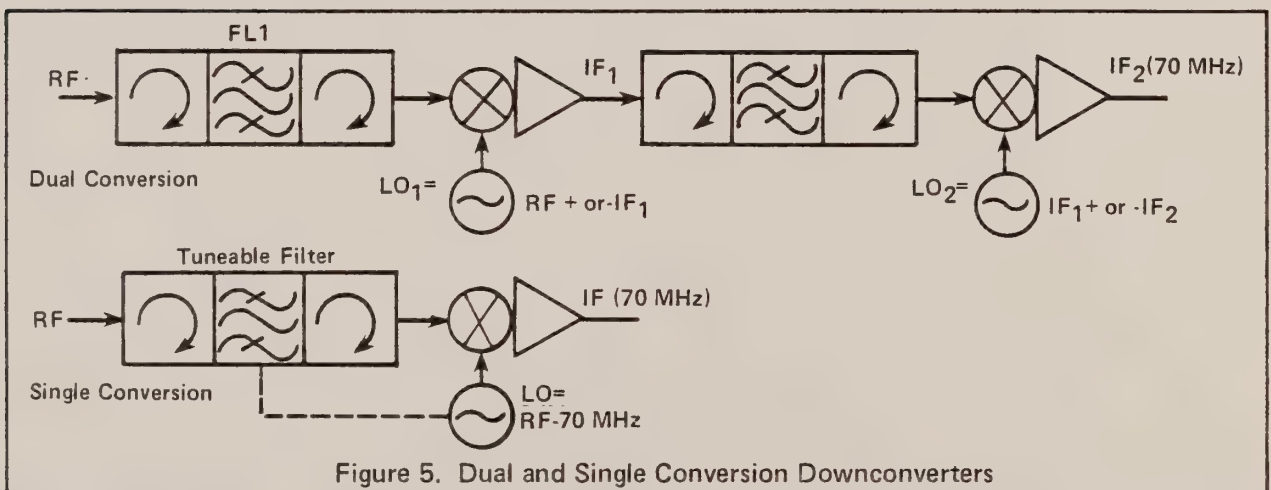 FL1
RF
IF1
IF2(70 MHz)
Dual Conversion
LO1=
RF + or-IF1
LO2=
IF1+ or -IF2
Tuneable Filter
RF
IF (70 MHz)
Single Conversion
LO=
RF-70 MHz
Figure 5. Dual and Single Conversion Downconverters